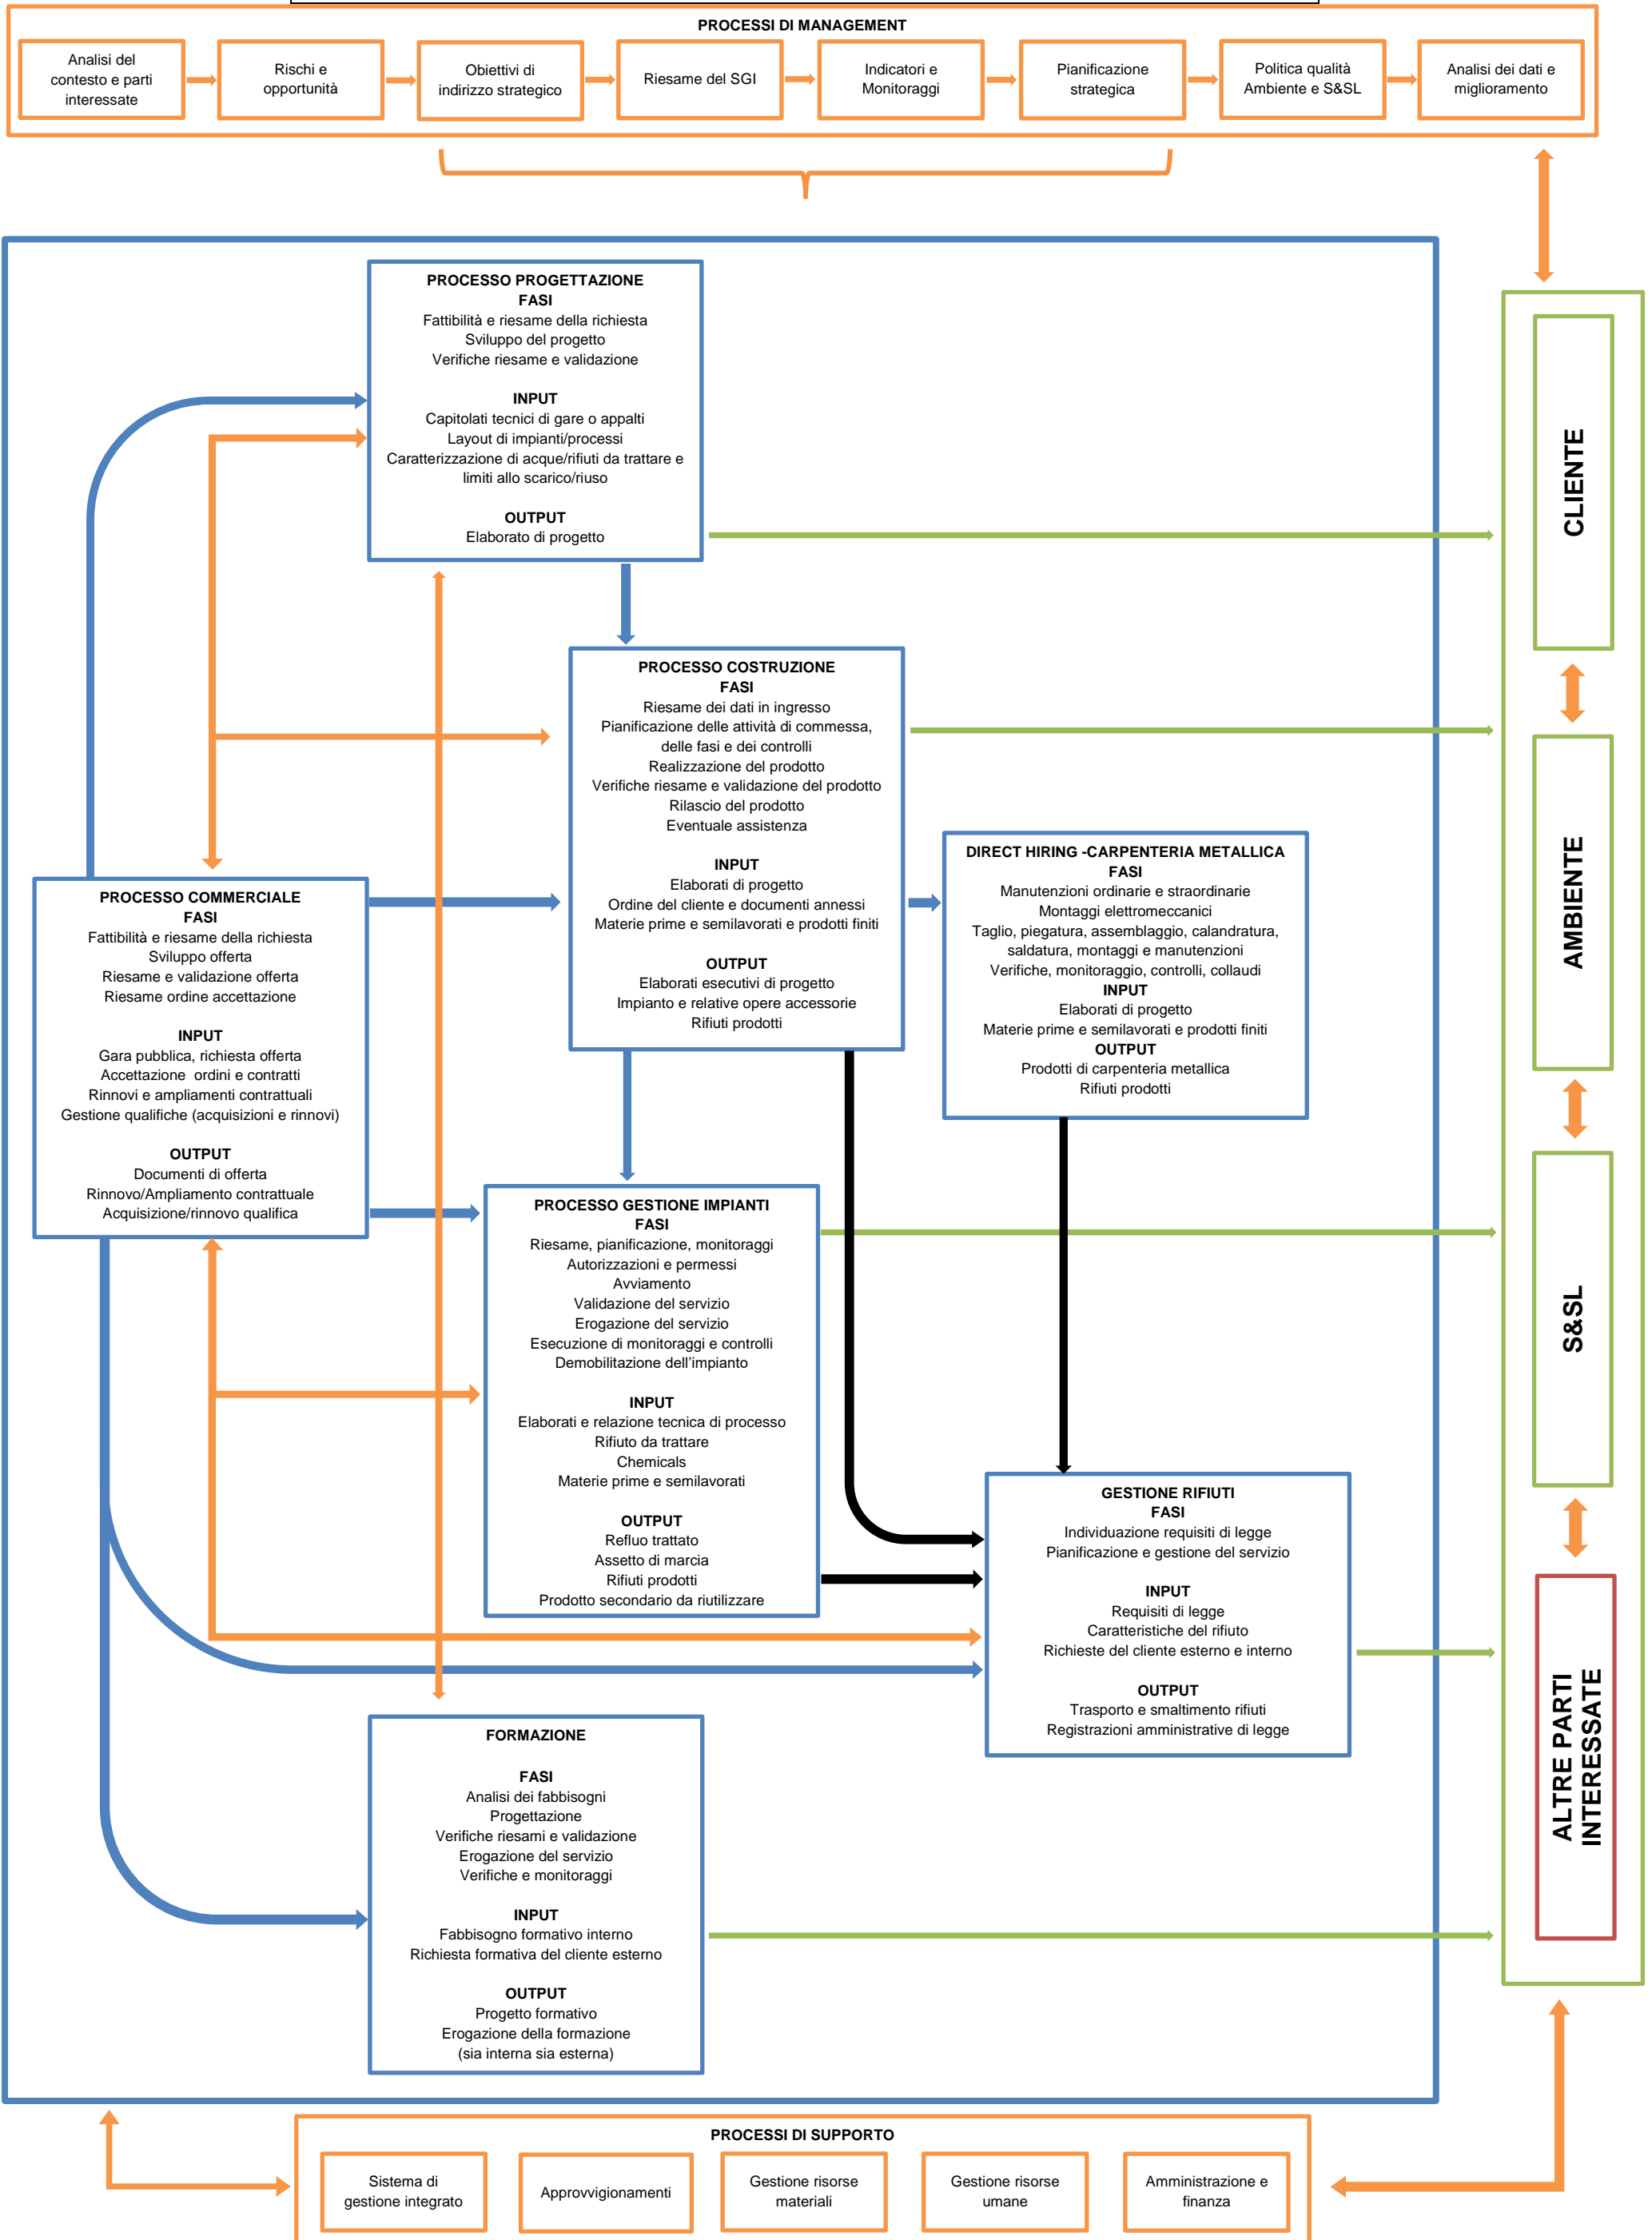 PROCESSI DI MANAGEMENT
Analisi del
contesto e parti
interessate
Rischi e
opportunità
Obiettivi di
indirizzo strategico
Riesame del SGI
Indicatori e
Monitoraggi
Pianificazione
strategica
Politica qualità
Ambiente e S&SL
Analisi dei dati e
miglioramento
PROCESSO PROGETTAZIONE
FASI
Fattibilità e riesame della richiesta
Sviluppo del progetto
Verifiche riesame e validazione
INPUT
Capitolati tecnici di gare o appalti
Layout di impianti/processi
Caratterizzazione di acque/rifiuti da trattare e
limiti allo scarico/riuso
OUTPUT
Elaborato di progetto
PROCESSO COSTRUZIONE
FASI
Riesame dei dati in ingresso
Pianificazione delle attività di commessa,
delle fasi e dei controlli
Realizzazione del prodotto
Verifiche riesame e validazione del prodotto
Rilascio del prodotto
Eventuale assistenza
INPUT
Elaborati di progetto
Ordine del cliente e documenti annessi
Materie prime e semilavorati e prodotti finiti
OUTPUT
Elaborati esecutivi di progetto
Impianto e relative opere accessorie
Rifiuti prodotti
DIRECT HIRING -CARPENTERIA METALLICA
FASI
Manutenzioni ordinarie e straordinarie
Montaggi elettromeccanici
Taglio, piegatura, assemblaggio, calandratura,
saldatura, montaggi e manutenzioni
Verifiche, monitoraggio, controlli, collaudi
INPUT
Elaborati di progetto
Materie prime e semilavorati e prodotti finiti
OUTPUT
Prodotti di carpenteria metallica
Rifiuti prodotti
PROCESSO COMMERCIALE
FASI
Fattibilità e riesame della richiesta
Sviluppo offerta
Riesame e validazione offerta
Riesame ordine accettazione
INPUT
Gara pubblica, richiesta offerta
Accettazione ordini e contratti
Rinnovi e ampliamenti contrattuali
Gestione qualifiche (acquisizioni e rinnovi)
OUTPUT
Documenti di offerta
Rinnovo/Ampliamento contrattuale
Acquisizione/rinnovo qualifica
PROCESSO GESTIONE IMPIANTI
FASI
Riesame, pianificazione, monitoraggi
Autorizzazioni e permessi
Avviamento
Validazione del servizio
Erogazione del servizio
Esecuzione di monitoraggi e controlli
Demobilitazione dell'impianto
INPUT
Elaborati e relazione tecnica di processo
Rifiuto da trattare
Chemicals
Materie prime e semilavorati
OUTPUT
Refluo trattato
Assetto di marcia
Rifiuti prodotti
Prodotto secondario da riutilizzare
GESTIONE RIFIUTI
FASI
Individuazione requisiti di legge
Pianificazione e gestione del servizio
INPUT
Requisiti di legge
Caratteristiche del rifiuto
Richieste del cliente esterno e interno
OUTPUT
Trasporto e smaltimento rifiuti
Registrazioni amministrative di legge
FORMAZIONE
FASI
Analisi dei fabbisogni
Progettazione
Verifiche riesami e validazione
Erogazione del servizio
Verifiche e monitoraggi
INPUT
Fabbisogno formativo interno
Richiesta formativa del cliente esterno
OUTPUT
Progetto formativo
Erogazione della formazione
(sia interna sia esterna)
CLIENTE
AMBIENTE
S&SL
ALTRE PARTI
INTERESSATE
PROCESSI DI SUPPORTO
Sistema di
gestione integrato
Approvvigionamenti
Gestione risorse
materiali
Gestione risorse
umane
Amministrazione e
finanza